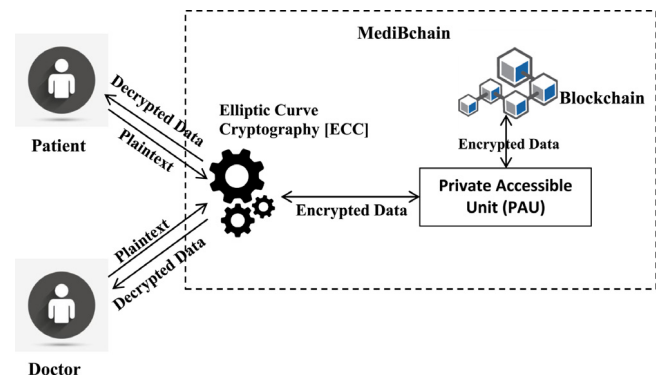 MediBchain
Decrypted Data
Plaintext
Patient
Elliptic Curve
Cryptography [ECC]
Blockchain
Encrypted Data
Private Accessible
Unit (PAU)
Encrypted Data
Plaintext
Decrypted Data
Doctor